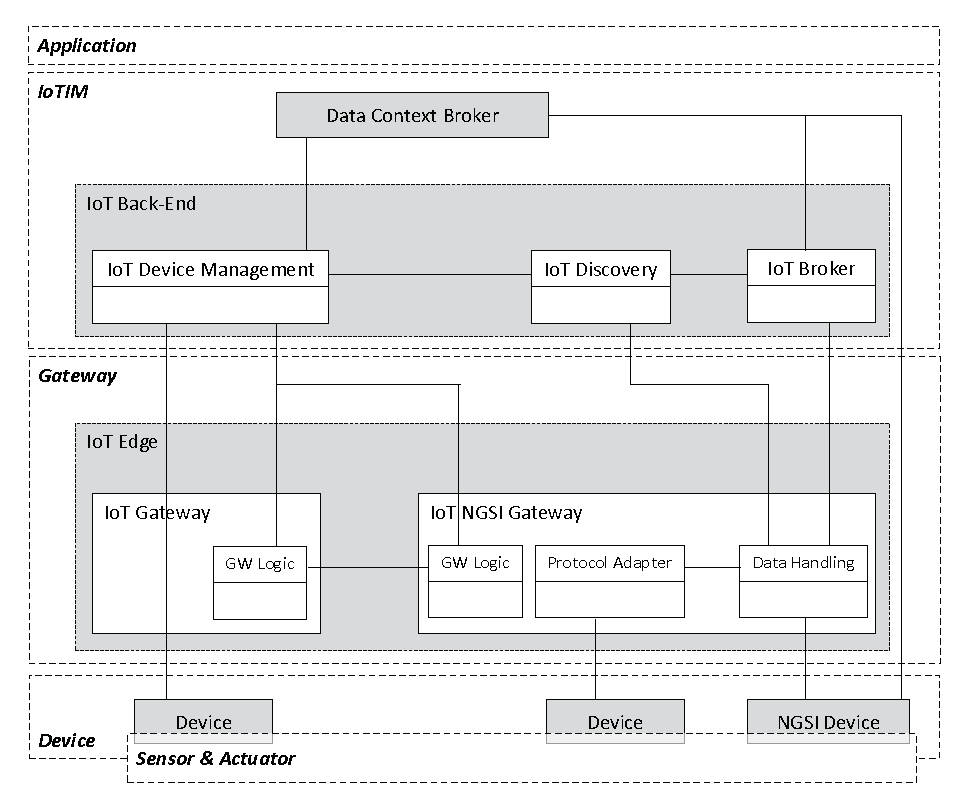 Application
IoTIM
Data Context Broker
IoT Back-End
IoT Device Management
IoT Discovery
IoT Broker
Gateway
IoT Edge
IoT Gateway
IoT NGSI Gateway
GW Logic
GW Logic
Protocol Adapter
Data Handling
Device
Device
NGSI Device
Device
Sensor & Actuator